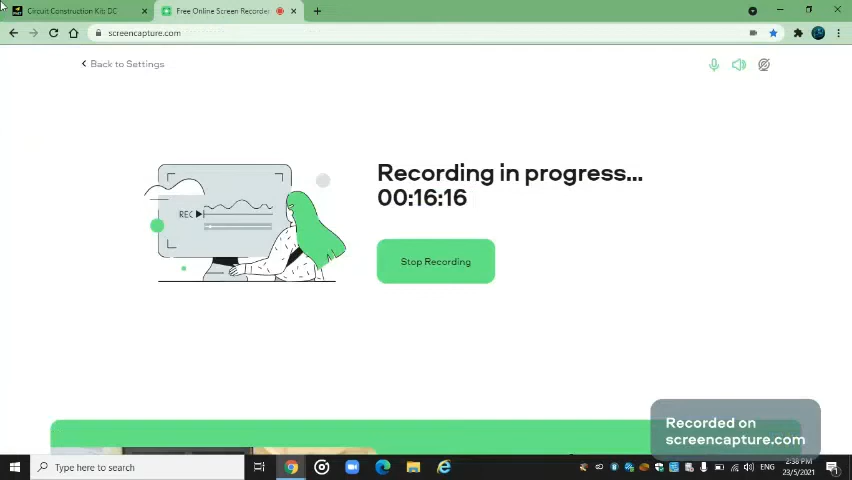 Circuit Construction Kit: DC
Free Online Screen Recorder
screencapture.com
Back to Settings
Recording in progress...
00:16:16
REC
Stop Recording
Recorded on
screencapture.com
Type here to search
ENG
2:38 PM
23/5/2021